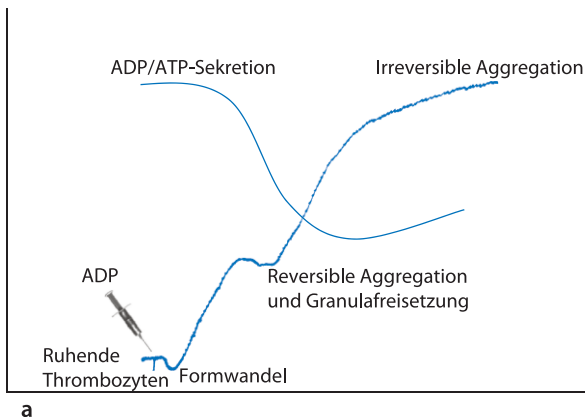 ADP/ATP-Sekretion
Irreversible Aggregation
ADP
Reversible Aggregation
und Granulafreisetzung
Ruhende
Thrombozyten
Formwandel
a